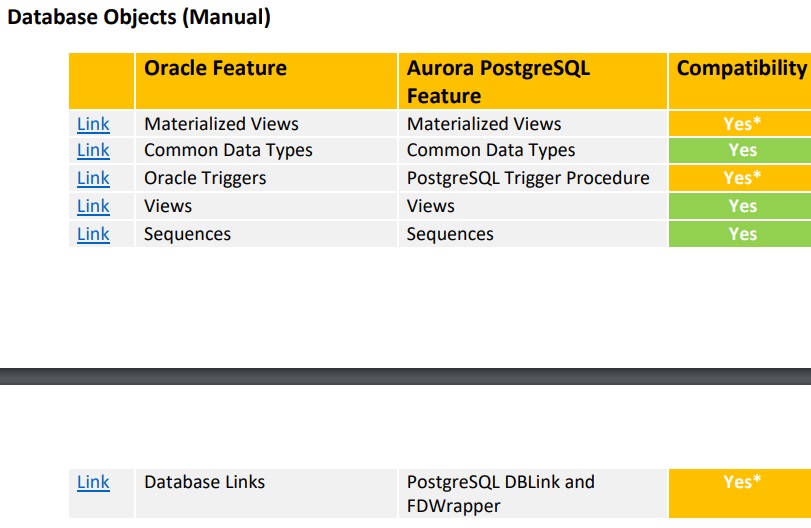 Database Objects (Manual)
Oracle Feature Aurora PostgreSQL Feature Compatibility
Link Materialized Views Materialized Views Yes*
Link Common Data Types Common Data Types Yes
Link Oracle Triggers PostgreSQL Trigger Procedure Yes*
Link Views Views Yes
Link Sequences Sequences Yes
Link Database Links PostgreSQL DBLink and FDWrapper Yes*